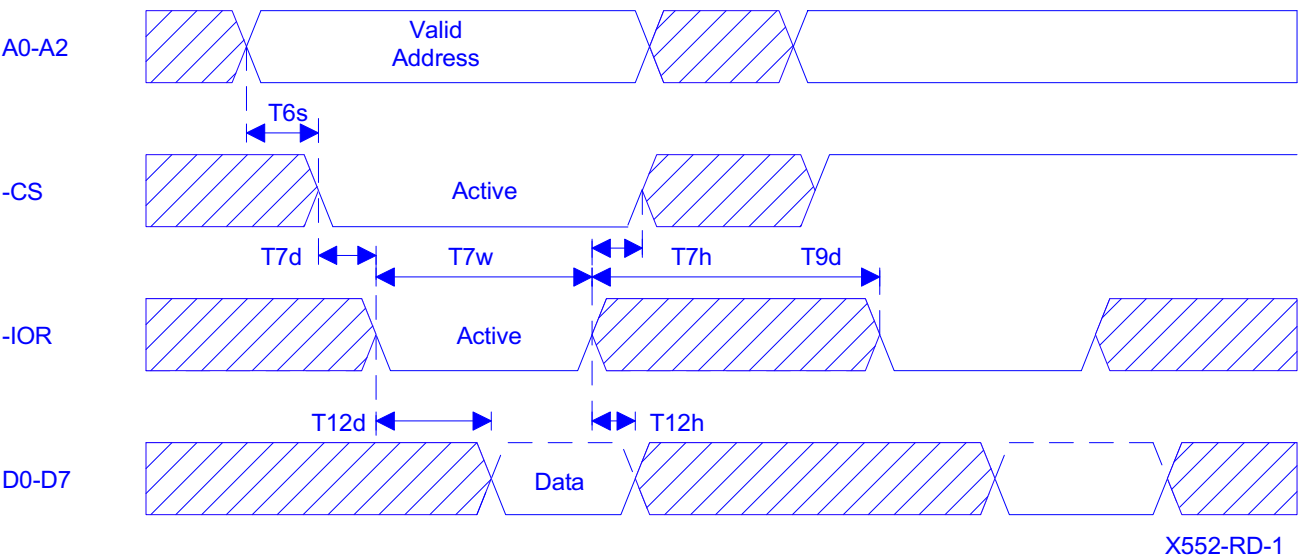 A0-A2
Valid
Address
T6s
-CS
Active
T7d
T7w
T7h
T9d
-IOR
Active
T12d
T12h
D0-D7
Data
X552-RD-1